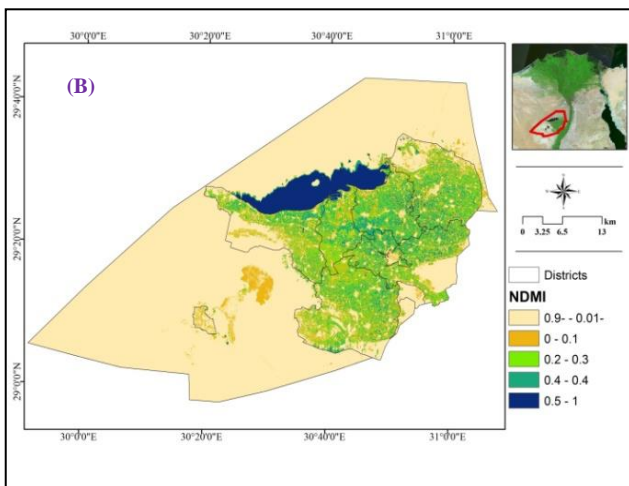 30°0'0"E 30°20'0"E 30°40'0"E 31°0'0"E
(B)
29°40'0"N
29°20'0"N
29°0'0"N
30°0'0"E 30°20'0"E 30°40'0"E 31°0'0"E
0 3.25 6.5 13
km
Districts
NDMI
0.9- - 0.01-
0 - 0.1
0.2 - 0.3
0.4 - 0.4
0.5 - 1